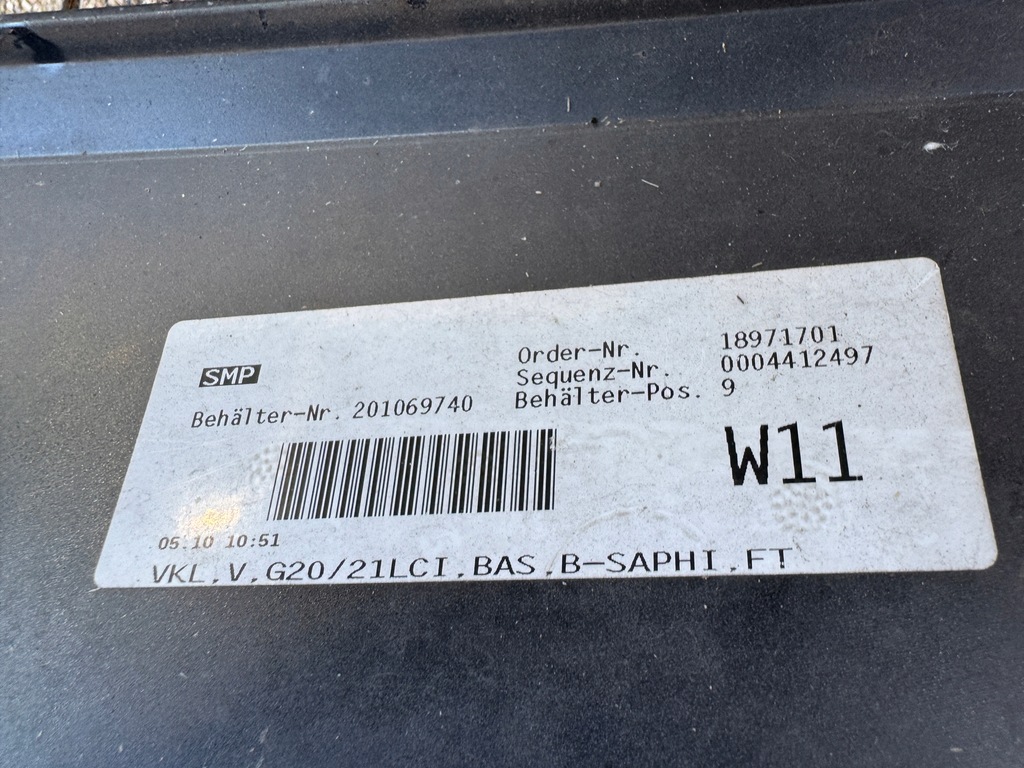 SMP
Order-Nr. 18971701
Sequenz-Nr. 0004412497
Behälter-Nr. 201069740 Behälter-Pos. 9
W11
05.10 10:51
VKL,V,G20/21LCI,BAS,B-SAPHI,FT